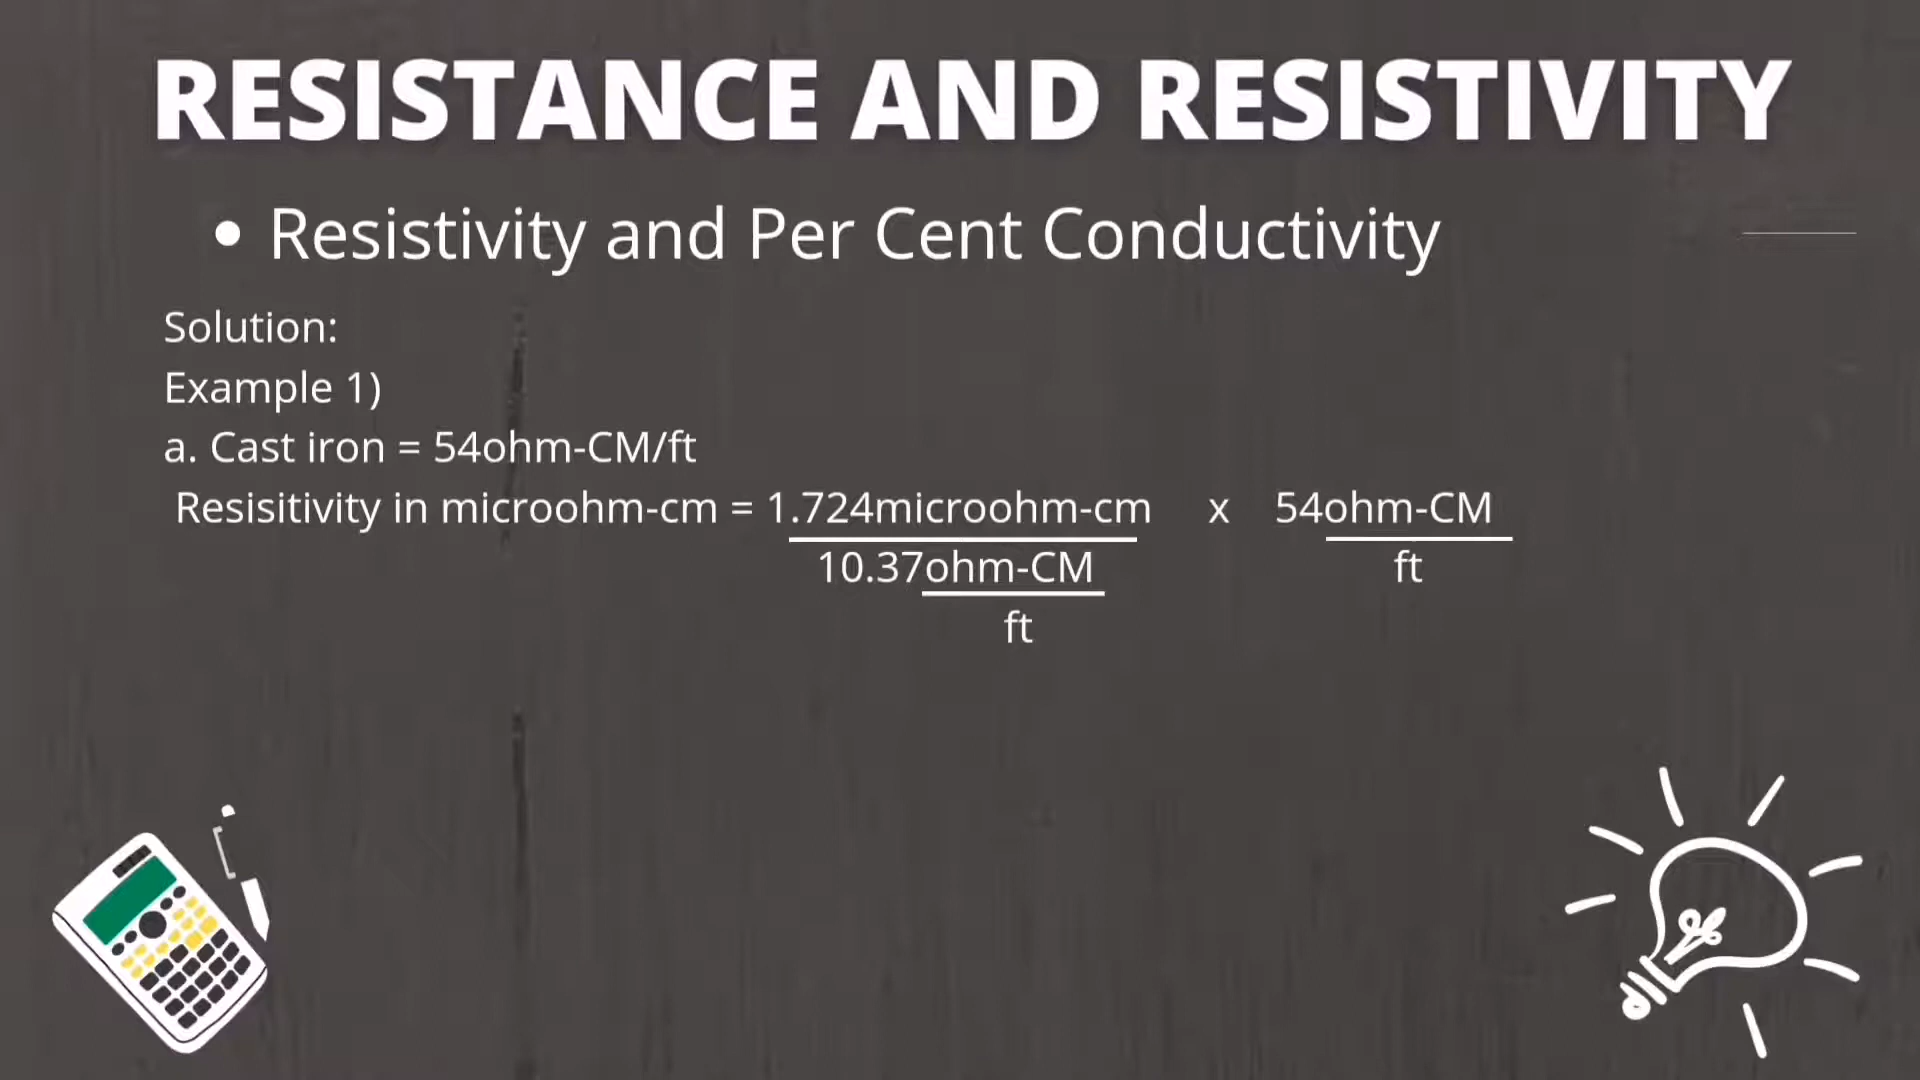 RESISTANCE AND RESISTIVITY
• Resistivity and Per Cent Conductivity
Solution:
Example 1)
a. Cast iron = 54ohm-CM/ft
Resisitivity in microohm-cm = 1.724microohm-cm x 54ohm-CM
10.37ohm-CM ft
ft